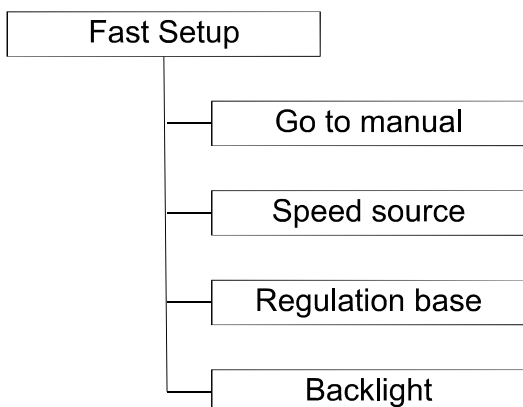 Fast Setup
Go to manual
Speed source
Regulation base
Backlight